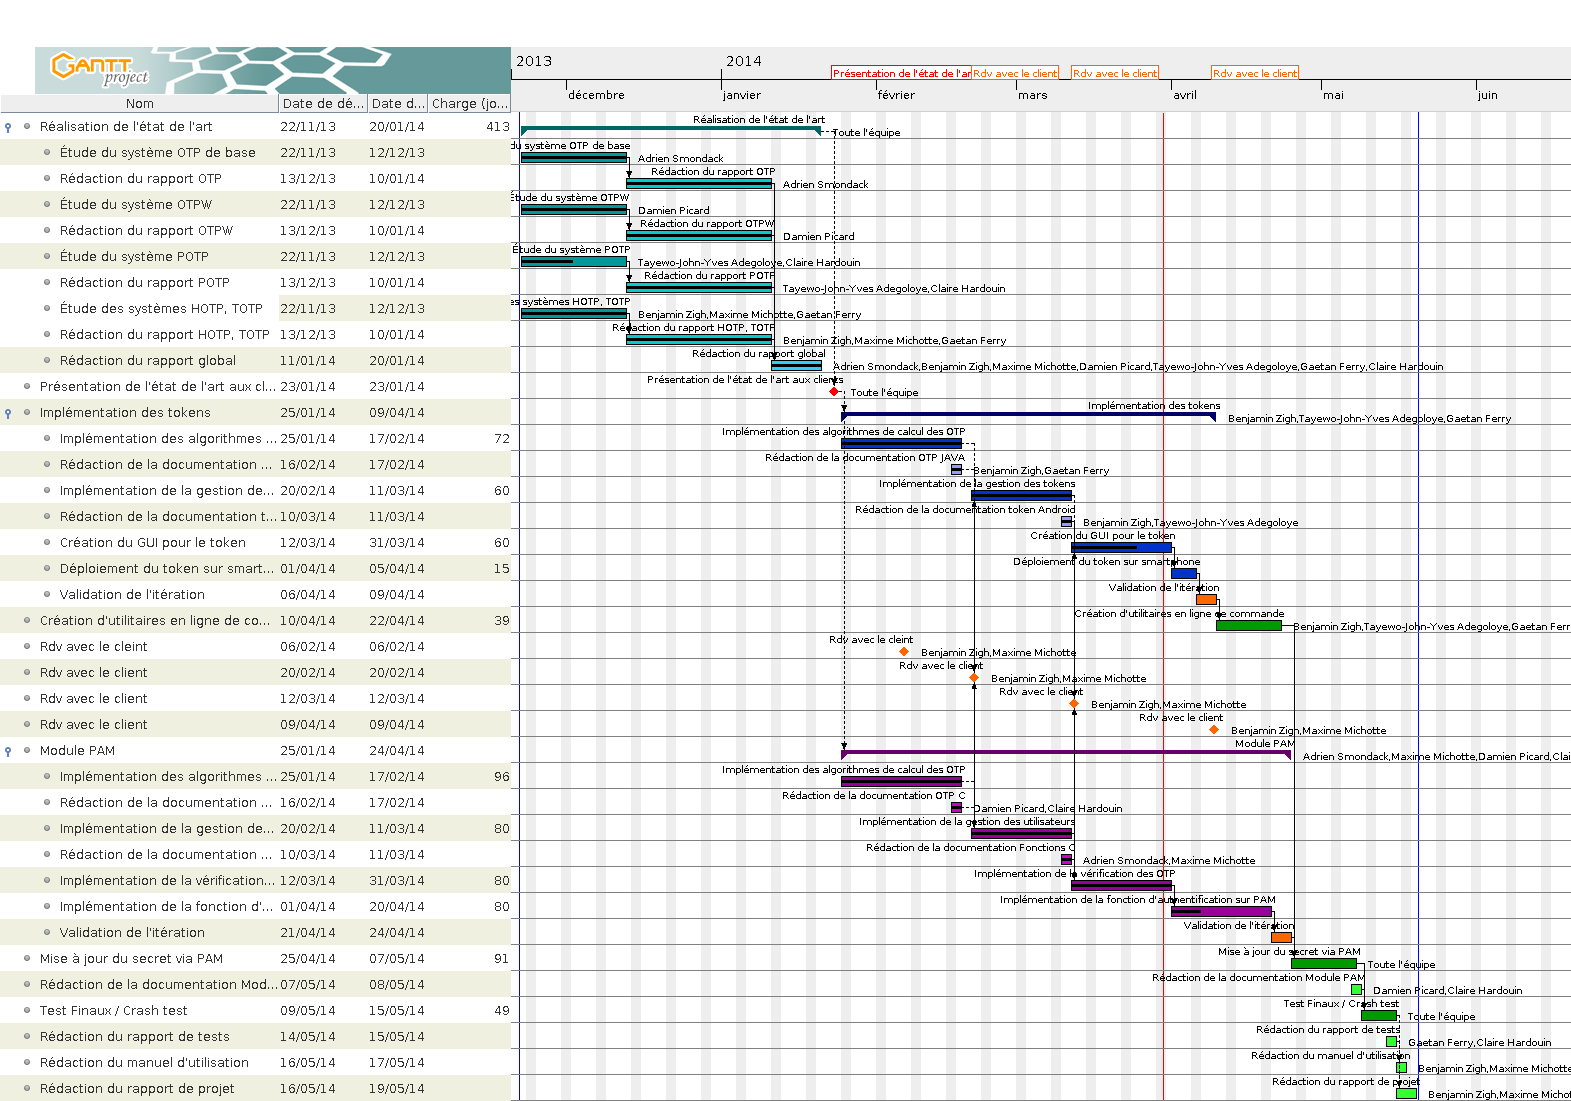 GANTT
project
2013
2014
Présentation de l'état de l'ar
Rdv avec le client
Rdv avec le client
Rdv avec le client
décembre
janvier
février
mars
avril
mai
juin
Nom
Date de dé...
Date d...
Charge (jo...
Réalisation de l'état de l'art 22/11/13 20/01/14 413
Réalisation de l'état de l'art
Toute l'équipe
Étude du système OTP de base 22/11/13 12/12/13
du système OTP de base
Adrien Smondack
Rédaction du rapport OTP 13/12/13 10/01/14
Rédaction du rapport OTP
Adrien Smondack
Étude du système OTPW 22/11/13 12/12/13
Étude du système OTPW
Damien Picard
Rédaction du rapport OTPW 13/12/13 10/01/14
Rédaction du rapport OTPW
Damien Picard
Étude du système POTP 22/11/13 12/12/13
Étude du système POTP
Tayewo-John-Yves Adegoloye,Claire Hardouin
Rédaction du rapport POTP 13/12/13 10/01/14
Rédaction du rapport POTP
Tayewo-John-Yves Adegoloye,Claire Hardouin
Étude des systèmes HOTP, TOTP 22/11/13 12/12/13
es systèmes HOTP, TOTP
Benjamin Zigh,Maxime Michotte,Gaetan Ferry
Rédaction du rapport HOTP, TOTP 13/12/13 10/01/14
Rédaction du rapport HOTP, TOTP
Benjamin Zigh,Maxime Michotte,Gaetan Ferry
Rédaction du rapport global 11/01/14 20/01/14
Rédaction du rapport global
Adrien Smondack,Benjamin Zigh,Maxime Michotte,Damien Picard,Tayewo-John-Yves Adegoloye,Gaetan Ferry,Claire Hardouin
Présentation de l'état de l'art aux cl... 23/01/14 23/01/14
Présentation de l'état de l'art aux clients
Toute l'équipe
Implémentation des tokens 25/01/14 09/04/14
Implémentation des tokens
Benjamin Zigh,Tayewo-John-Yves Adegoloye,Gaetan Ferry
Implémentation des algorithmes ... 25/01/14 17/02/14 72
Implémentation des algorithmes de calcul des OTP
Rédaction de la documentation ... 16/02/14 17/02/14
Rédaction de la documentation OTP JAVA
Benjamin Zigh,Gaetan Ferry
Implémentation de la gestion de... 20/02/14 11/03/14 60
Implémentation de la gestion des tokens
Rédaction de la documentation t... 10/03/14 11/03/14
Rédaction de la documentation token Android
Benjamin Zigh,Tayewo-John-Yves Adegoloye
Création du GUI pour le token 12/03/14 31/03/14 60
Création du GUI pour le token
Déploiement du token sur smart... 01/04/14 05/04/14 15
Déploiement du token sur smartphone
Validation de l'itération 06/04/14 09/04/14
Validation de l'itération
Création d'utilitaires en ligne de co... 10/04/14 22/04/14 39
Création d'utilitaires en ligne de commande
Benjamin Zigh,Tayewo-John-Yves Adegoloye,Gaetan Ferr
Rdv avec le cleint 06/02/14 06/02/14
Rdv avec le cleint
Benjamin Zigh,Maxime Michotte
Rdv avec le client 20/02/14 20/02/14
Rdv avec le client
Benjamin Zigh,Maxime Michotte
Rdv avec le client 12/03/14 12/03/14
Rdv avec le client
Benjamin Zigh,Maxime Michotte
Rdv avec le client 09/04/14 09/04/14
Rdv avec le client
Benjamin Zigh,Maxime Michotte
Module PAM 25/01/14 24/04/14
Module PAM
Adrien Smondack,Maxime Michotte,Damien Picard,Clai
Implémentation des algorithmes ... 25/01/14 17/02/14 96
Implémentation des algorithmes de calcul des OTP
Rédaction de la documentation ... 16/02/14 17/02/14
Rédaction de la documentation OTP C
Damien Picard,Claire Hardouin
Implémentation de la gestion de... 20/02/14 11/03/14 80
Implémentation de la gestion des utilisateurs
Rédaction de la documentation ... 10/03/14 11/03/14
Rédaction de la documentation Fonctions C
Adrien Smondack,Maxime Michotte
Implémentation de la vérification... 12/03/14 31/03/14 80
Implémentation de la vérification des OTP
Implémentation de la fonction d'... 01/04/14 20/04/14 80
Implémentation de la fonction d'authentification sur PAM
Validation de l'itération 21/04/14 24/04/14
Validation de l'itération
Mise à jour du secret via PAM 25/04/14 07/05/14 91
Mise à jour du secret via PAM
Toute l'équipe
Rédaction de la documentation Mod... 07/05/14 08/05/14
Rédaction de la documentation Module PAM
Damien Picard,Claire Hardouin
Test Finaux / Crash test 09/05/14 15/05/14 49
Test Finaux / Crash test
Toute l'équipe
Rédaction du rapport de tests 14/05/14 15/05/14
Rédaction du rapport de tests
Gaetan Ferry,Claire Hardouin
Rédaction du manuel d'utilisation 16/05/14 17/05/14
Rédaction du manuel d'utilisation
Benjamin Zigh,Maxime Michotte
Rédaction du rapport de projet 16/05/14 19/05/14
Rédaction du rapport de projet
Benjamin Zigh,Maxime Michot